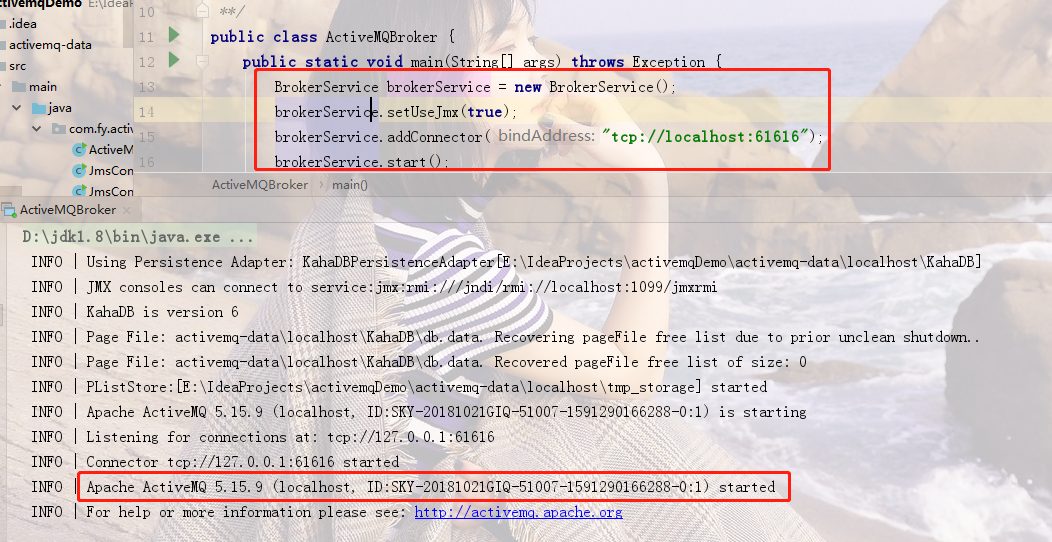 ctivemqDemo E:\IdeaP
.idea
activemq-data
src
main
java
com.fy.activ
ActiveM
JmsCon
JmsCon
10 **/
11 public class ActiveMQBroker {
12 public static void main(String[] args) throws Exception {
13 BrokerService brokerService = new BrokerService();
14 brokerService.setUseJmx(true);
15 brokerService.addConnector( bindAddress: "tcp://localhost:61616");
16 brokerService.start();
ActiveMQBroker › main()
ActiveMQBroker ×
D:\jdk1.8\bin\java.exe ...
INFO | Using Persistence Adapter: KahaDBPersistenceAdapter[E:\IdeaProjects\activemqDemo\activemq-data\localhost\KahaDB]
INFO | JMX consoles can connect to service:jmx:rmi:///jndi/rmi://localhost:1099/jmxrmi
INFO | KahaDB is version 6
INFO | Page File: activemq-data\localhost\KahaDB\db.data. Recovering pageFile free list due to prior unclean shutdown..
INFO | Page File: activemq-data\localhost\KahaDB\db.data. Recovered pageFile free list of size: 0
INFO | PListStore:[E:\IdeaProjects\activemqDemo\activemq-data\localhost\tmp_storage] started
INFO | Apache ActiveMQ 5.15.9 (localhost, ID:SKY-20181021GIQ-51007-1591290166288-0:1) is starting
INFO | Listening for connections at: tcp://127.0.0.1:61616
INFO | Connector tcp://127.0.0.1:61616 started
INFO | Apache ActiveMQ 5.15.9 (localhost, ID:SKY-20181021GIQ-51007-1591290166288-0:1) started
INFO | For help or more information please see: http://activemq.apache.org